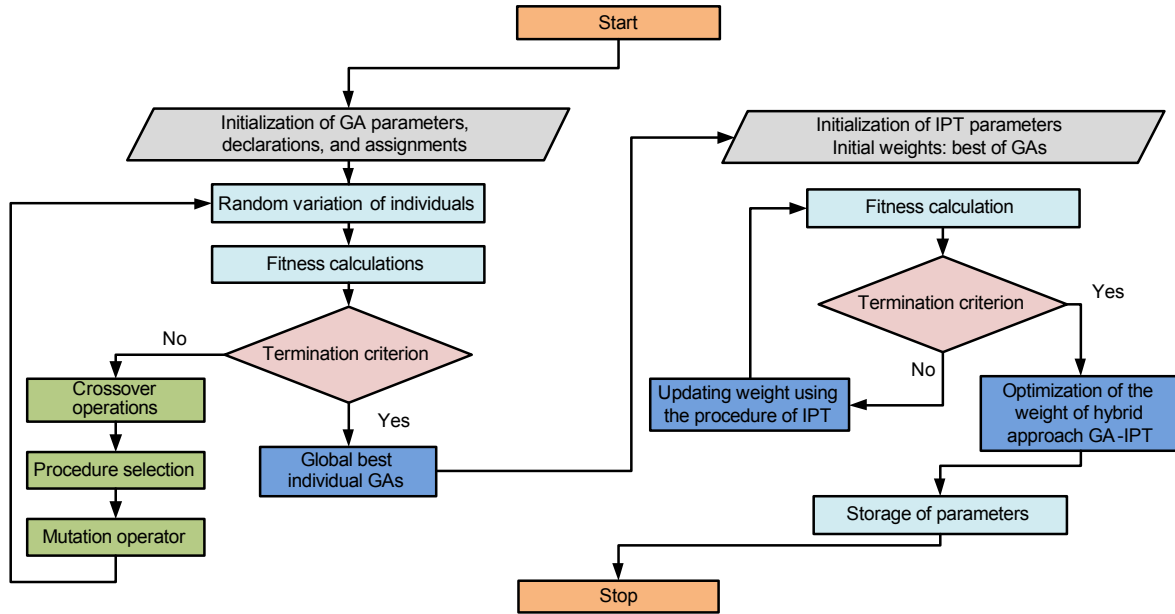 Start
Initialization of GA parameters,
declarations, and assignments
Random variation of individuals
Fitness calculations
Termination criterion
No
Yes
Crossover
operations
Procedure selection
Mutation operator
Global best
individual GAs
Initialization of IPT parameters
Initial weights: best of GAs
Fitness calculation
Termination criterion
Yes
No
Updating weight using
the procedure of IPT
Optimization of the
weight of hybrid
approach GA-IPT
Storage of parameters
Stop